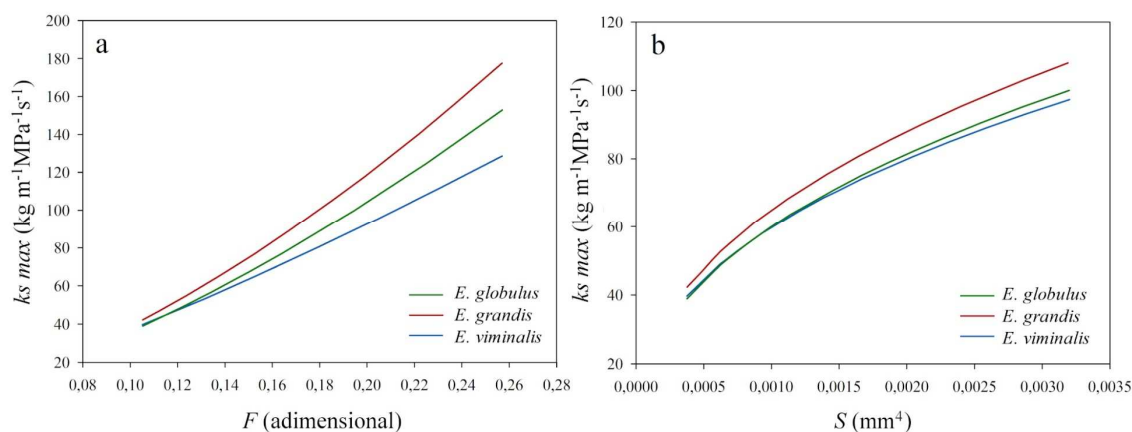 a
200
180
160
140
120
100
80
60
40
20
ks max (kg m⁻¹MPa⁻¹s⁻¹)
0,08 0,10 0,12 0,14 0,16 0,18 0,20 0,22 0,24 0,26 0,28
F (adimensional)
E. globulus
E. grandis
E. viminalis
b
120
100
80
60
40
20
ks max (kg m⁻¹MPa⁻¹s⁻¹)
0,0000 0,0005 0,0010 0,0015 0,0020 0,0025 0,0030 0,0035
S (mm⁴)
E. globulus
E. grandis
E. viminalis